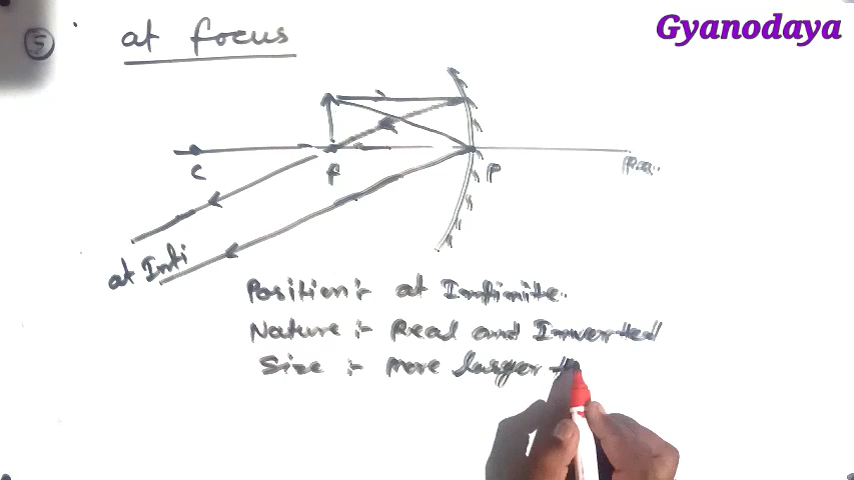 Gyanodaya
5 at focus
C F P
at Infi
Position:- at Infinite.
Nature :- Real and Inverted
Size :- More larger